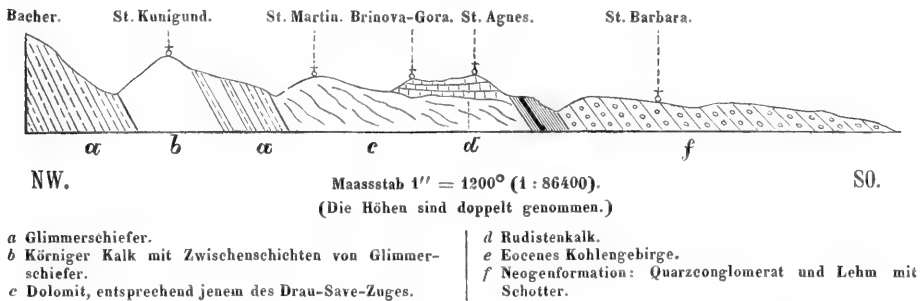 Bacher. St. Kunigund. St. Martin. Brinova-Gora. St. Agnes. St. Barbara.
a b a c d f
NW. Maassstab 1″ = 1200° (1 : 86400). SO.
(Die Höhen sind doppelt genommen.)
a Glimmerschiefer.
b Körniger Kalk mit Zwischenschichten von Glimmer-
schiefer.
c Dolomit, entsprechend jenem des Drau-Save-Zuges.
d Rudistenkalk.
e Eocenes Kohlengebirge.
f Neogenformation: Quarzconglomerat und Lehm mit
Schotter.